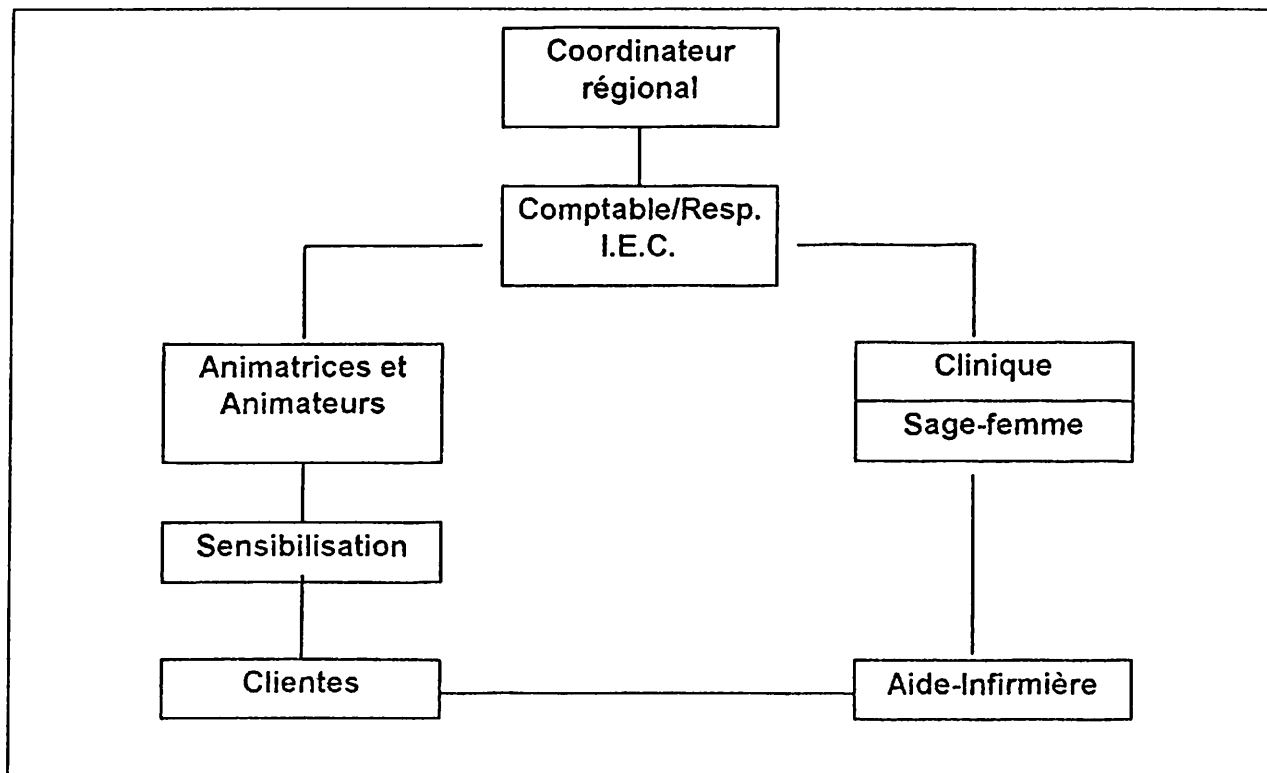 Coordinateur
régional
Comptable/Resp.
I.E.C.
Animatrices et
Animateurs
Clinique
Sage-femme
Sensibilisation
Clientes
Aide-Infirmière